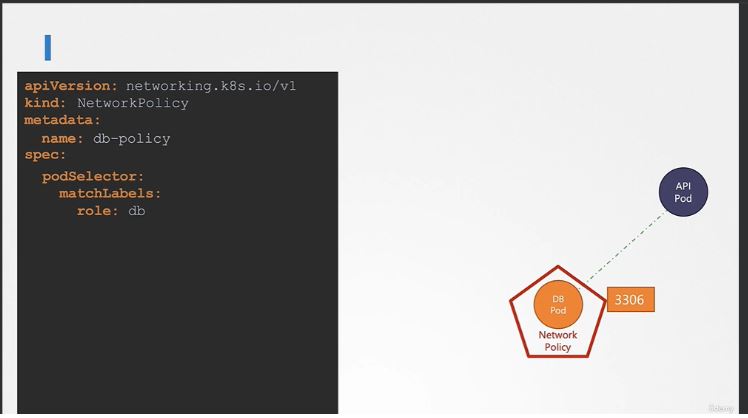 apiVersion: networking.k8s.io/v1
kind: NetworkPolicy
metadata:
  name: db-policy
spec:
  podSelector:
    matchLabels:
      role: db
API
Pod
DB
Pod
3306
Network
Policy
Udemy